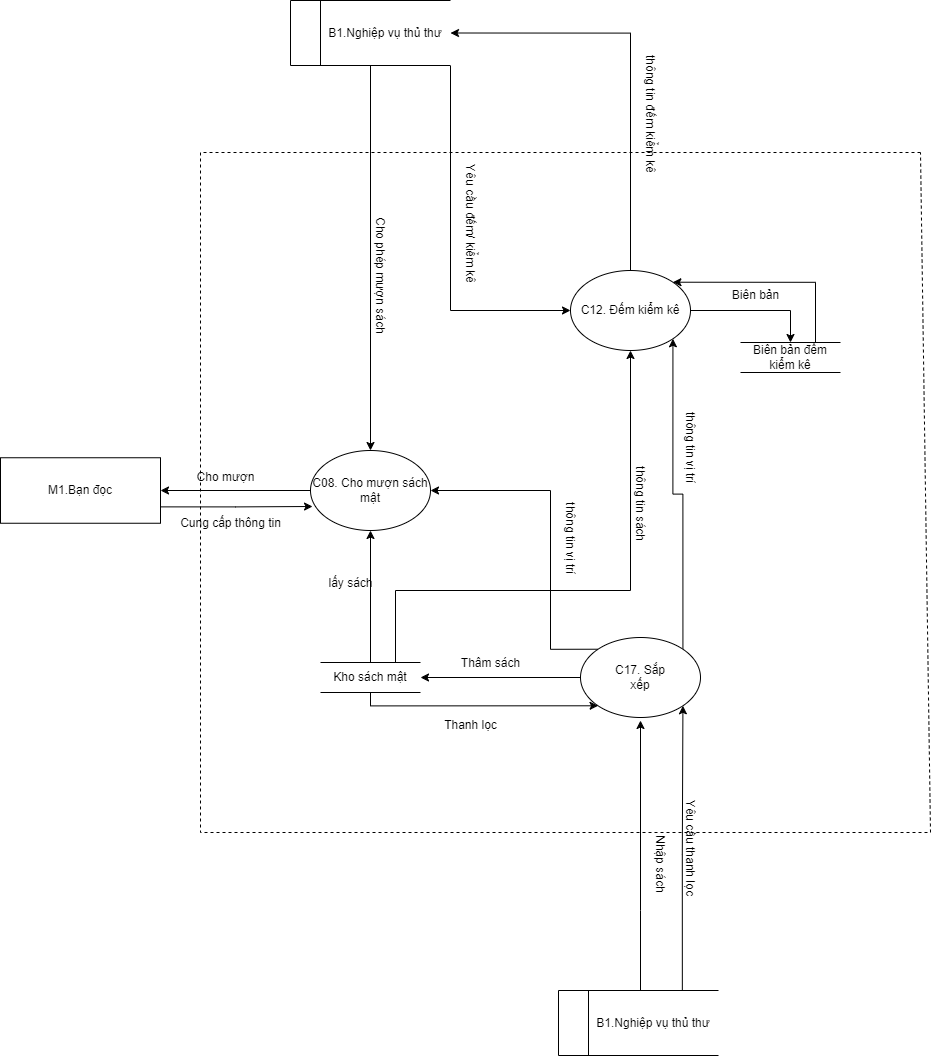 B1.Nghiệp vụ thủ thư
thông tin đếm kiểm kê
Yêu cầu đếm/ kiểm kê
Cho phép mượn sách
C12. Đếm kiểm kê
Biên bản
Biên bản đếm
kiểm kê
thông tin vị trí
Cho mượn
C08. Cho mượn sách
mật
M1.Bạn đọc
Cung cấp thông tin
thông tin sách
thông tin vị trí
lấy sách
Thâm sách
C17. Sắp
xếp
Kho sách mật
Thanh lọc
Yêu cầu thanh lọc
Nhập sách
B1.Nghiệp vụ thủ thư